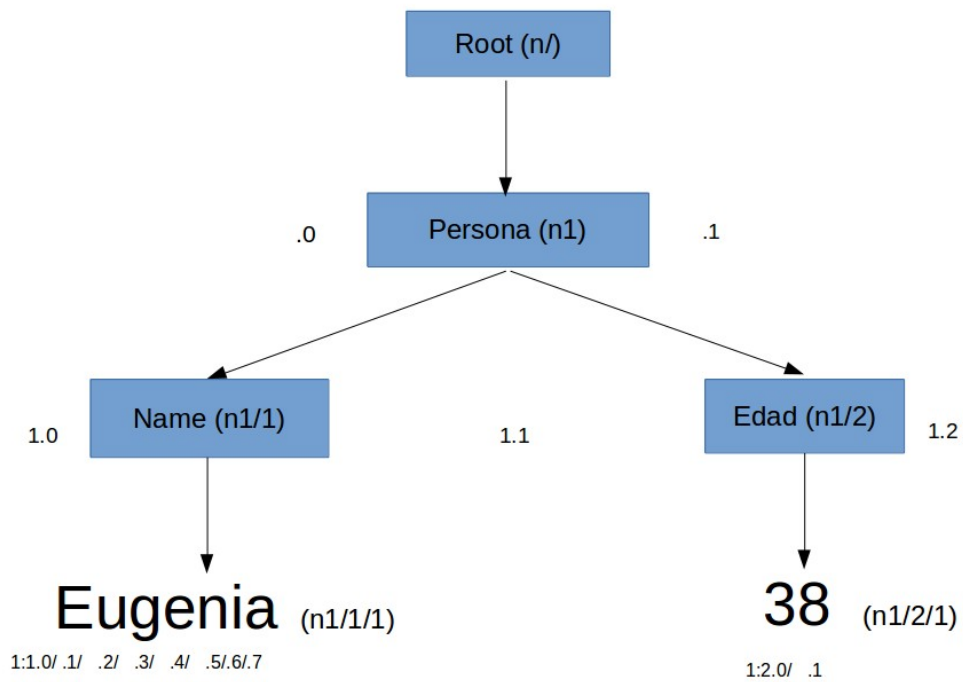 Root (n/)
.0
Persona (n1)
.1
1.0
Name (n1/1)
1.1
Edad (n1/2)
1.2
Eugenia (n1/1/1)
38 (n1/2/1)
1:1.0/ .1/ .2/ .3/ .4/ .5/.6/.7
1:2.0/ .1